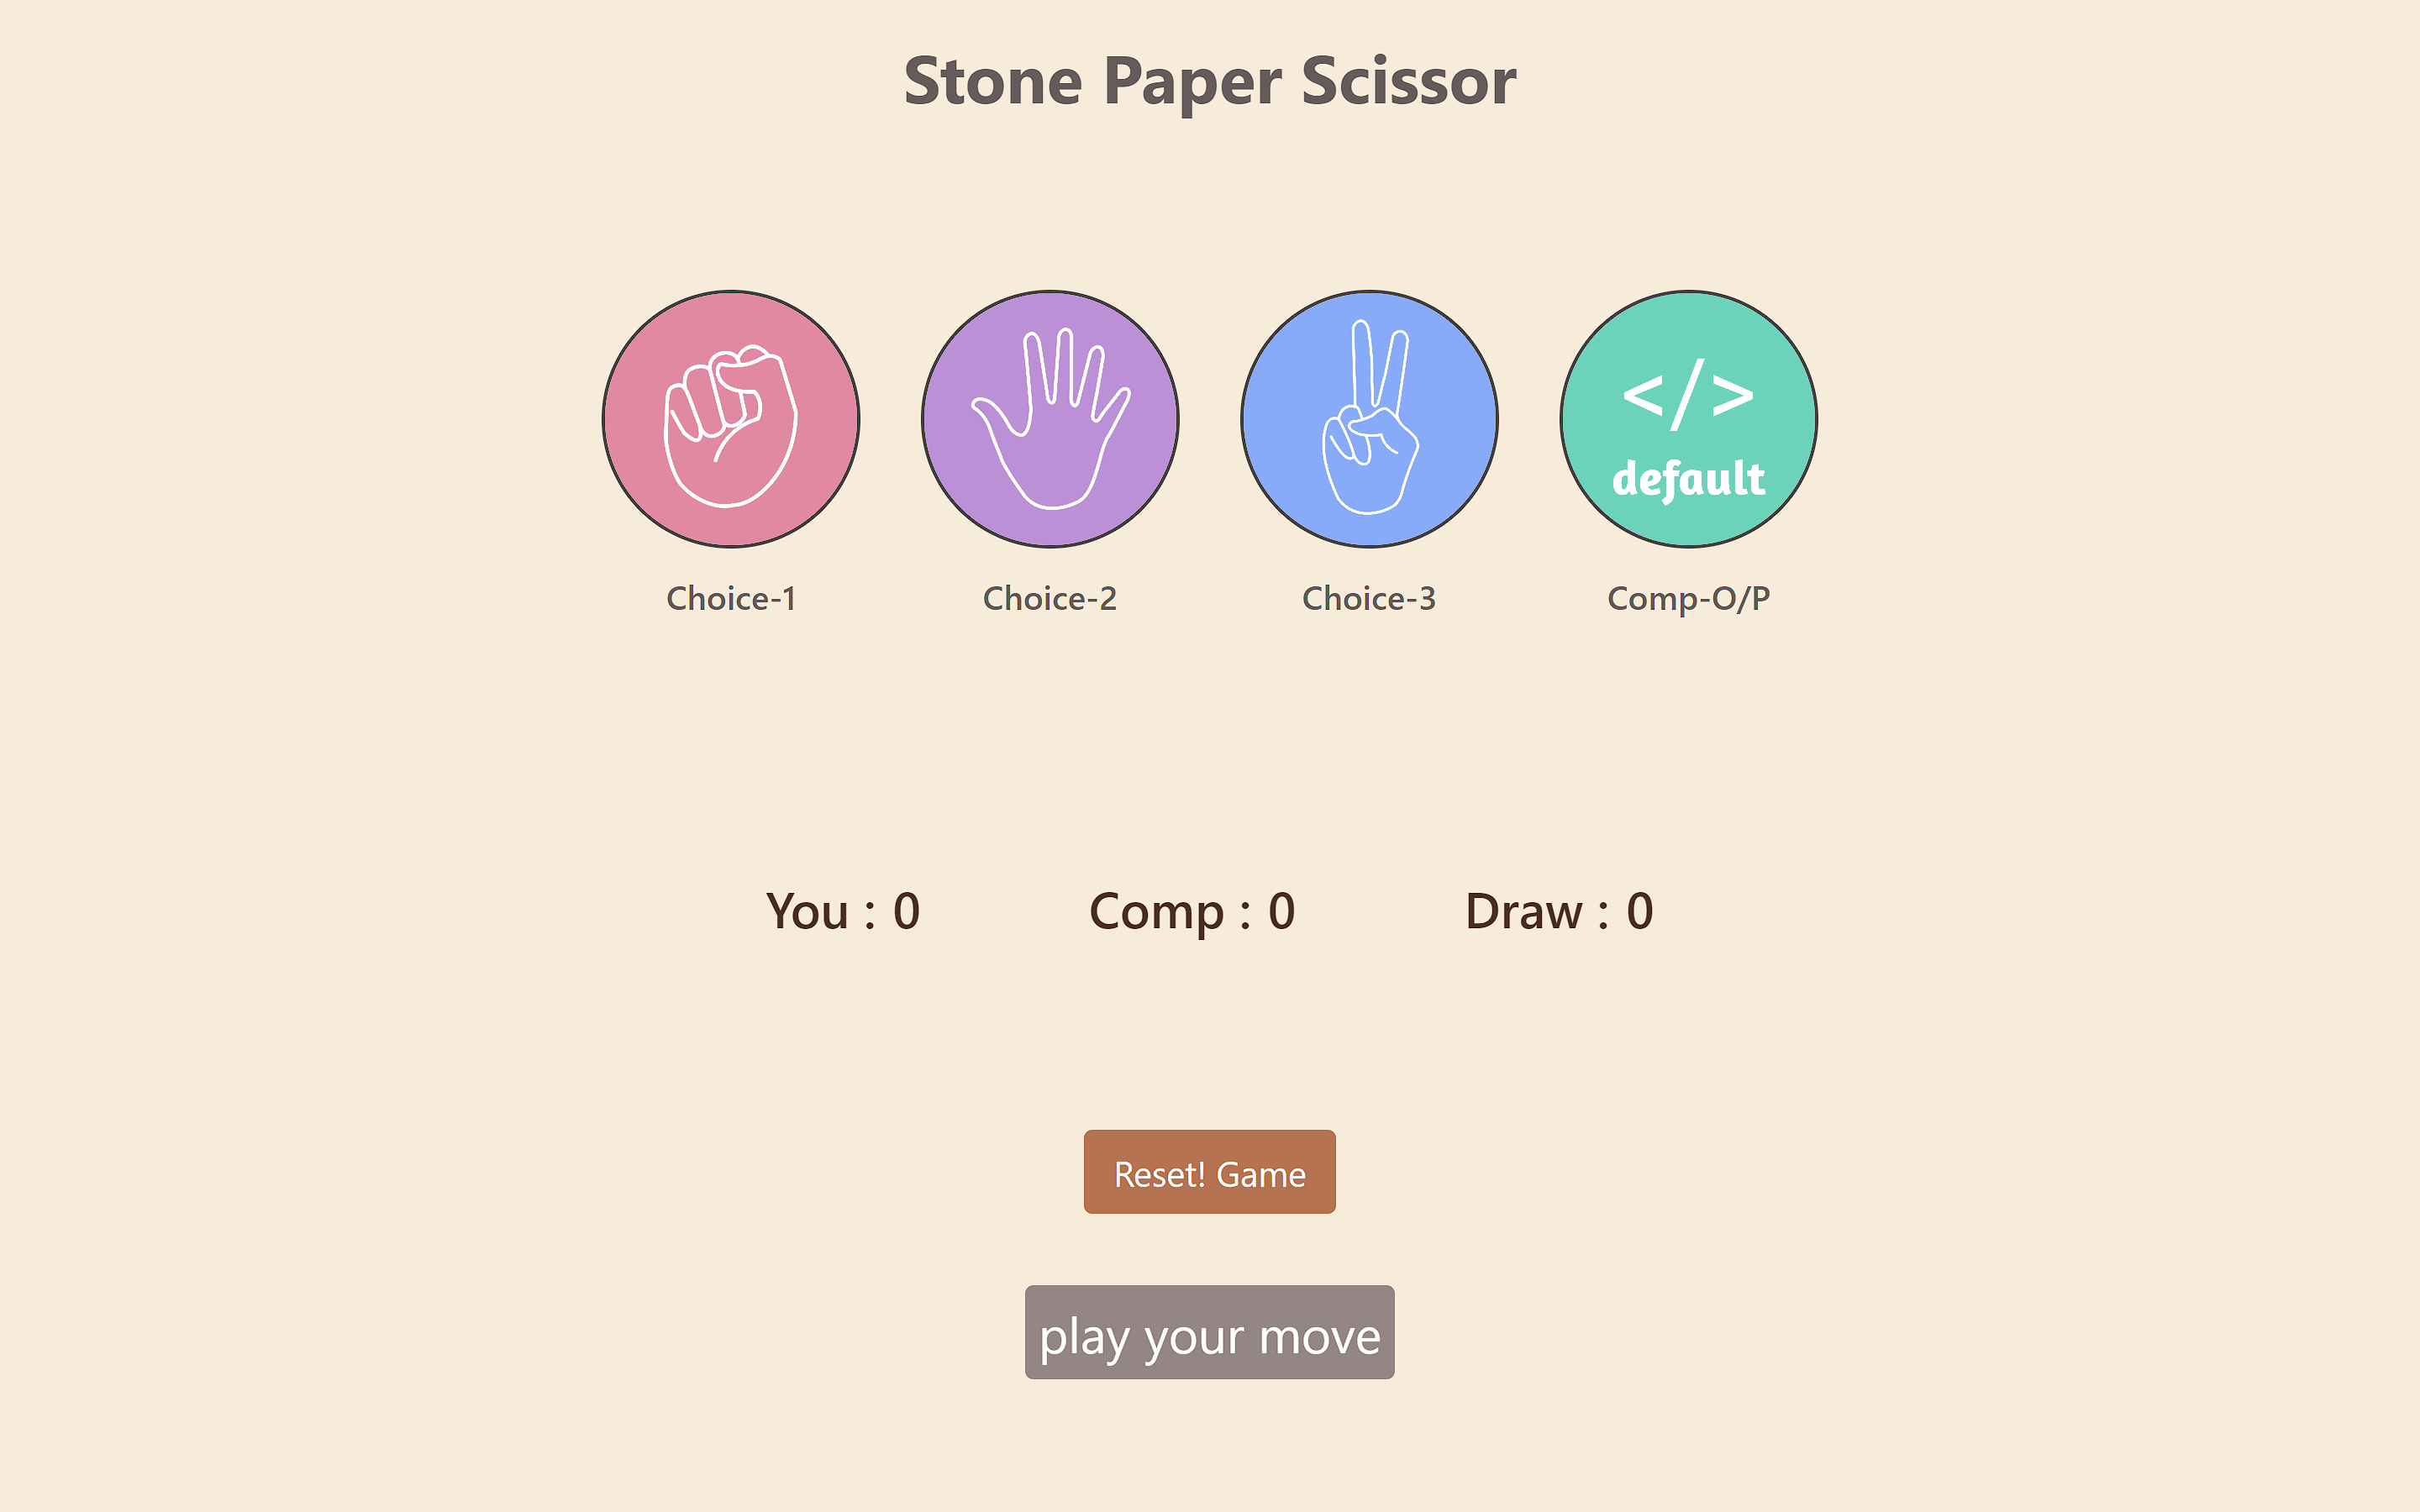 Stone Paper Scissor
</>
default
Choice-1
Choice-2
Choice-3
Comp-O/P
You : 0
Comp : 0
Draw : 0
Reset! Game
play your move